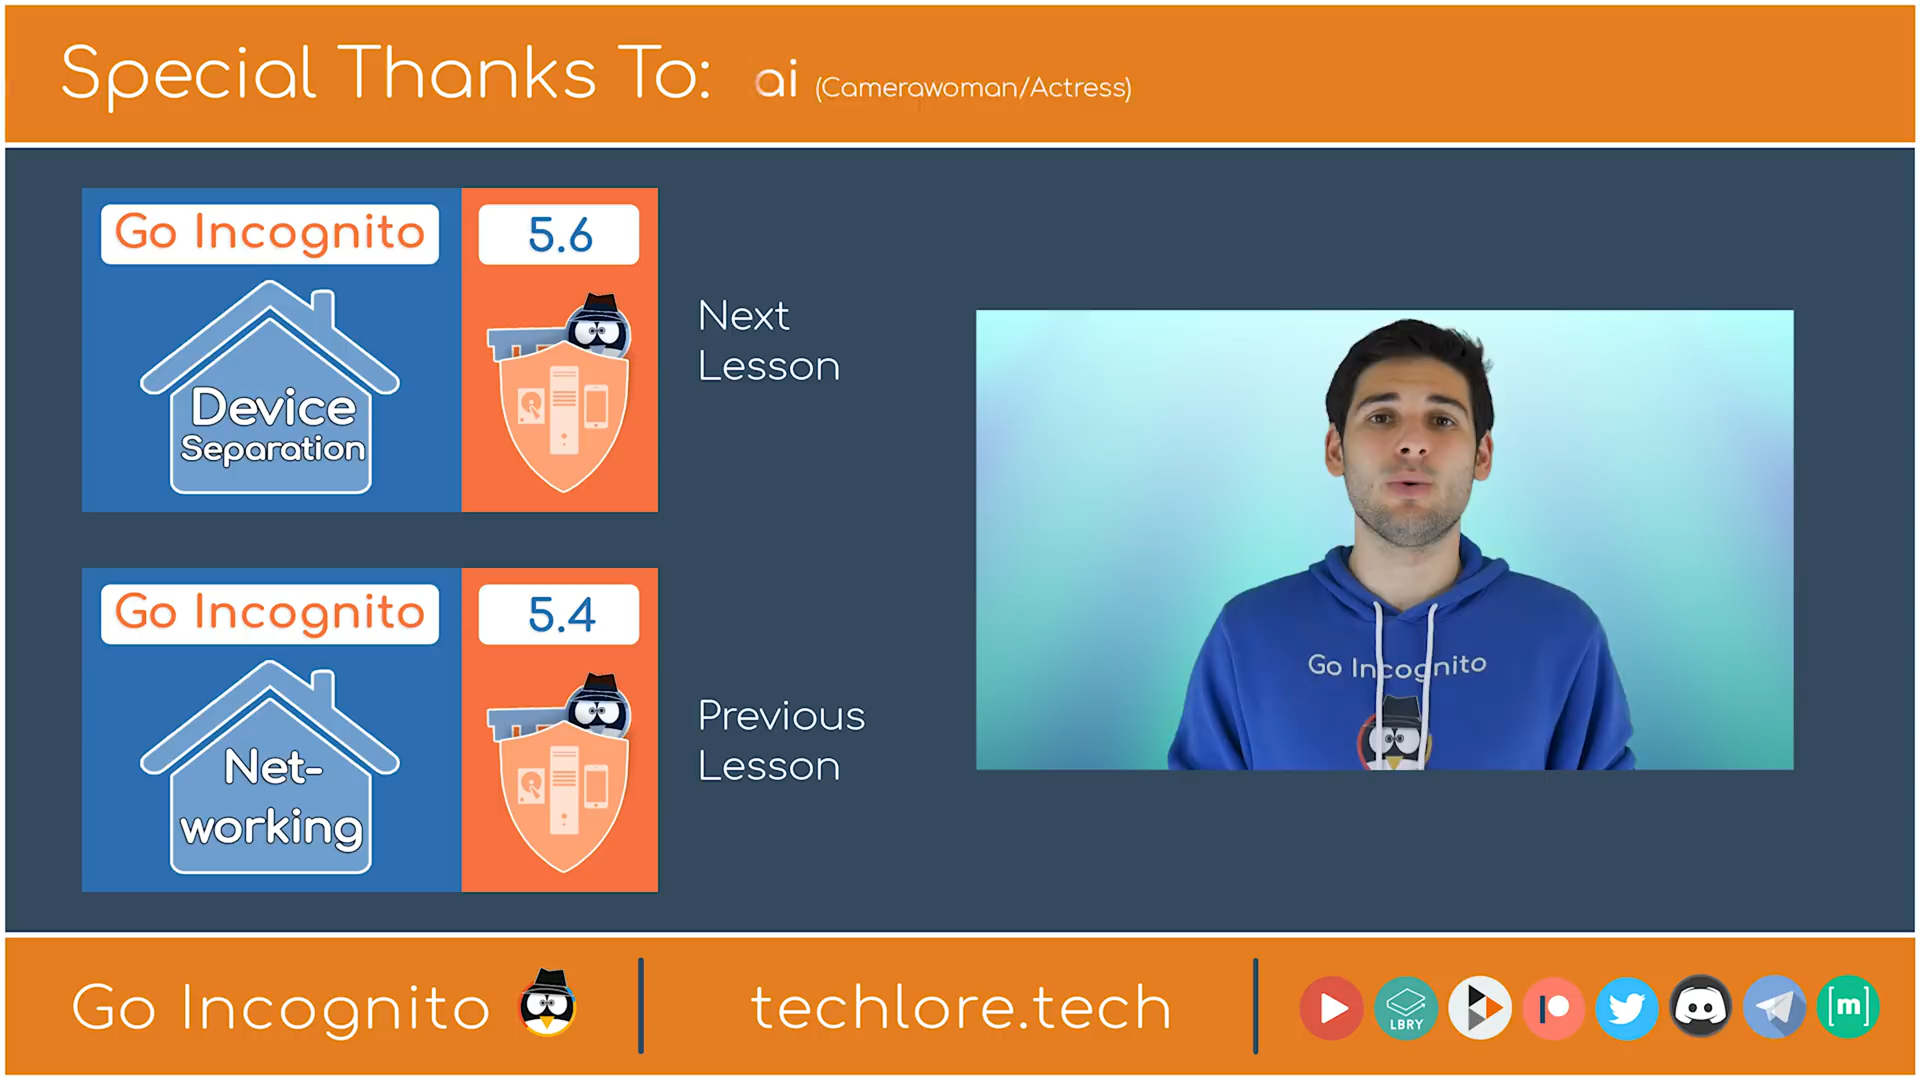 Special Thanks To: ai (Camerawoman/Actress)
Go Incognito 5.6
Device
Separation
Next
Lesson
Go Incognito 5.4
Net-
working
Previous
Lesson
Go Incognito
Go Incognito
techlore.tech
LBRY
[m]